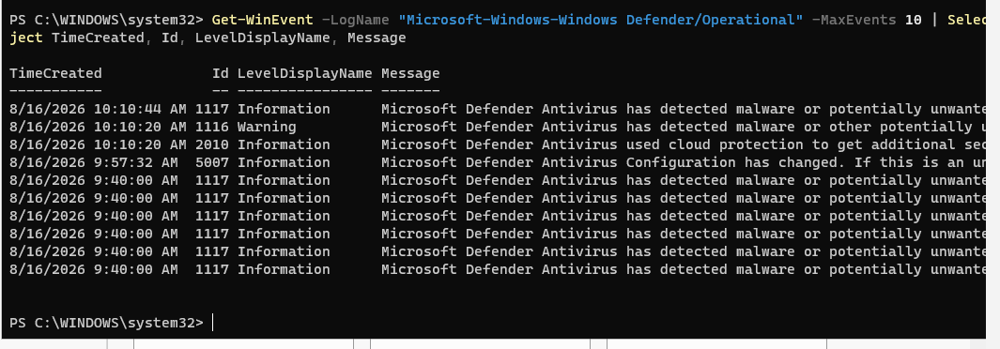 PS C:\WINDOWS\system32> Get-WinEvent -LogName "Microsoft-Windows-Windows Defender/Operational" -MaxEvents 10 | Selec
ject TimeCreated, Id, LevelDisplayName, Message
TimeCreated Id LevelDisplayName Message
----------- -- ---------------- -------
8/16/2026 10:10:44 AM 1117 Information Microsoft Defender Antivirus has detected malware or potentially unwante
8/16/2026 10:10:20 AM 1116 Warning Microsoft Defender Antivirus has detected malware or other potentially u
8/16/2026 10:10:20 AM 2010 Information Microsoft Defender Antivirus used cloud protection to get additional sec
8/16/2026 9:57:32 AM 5007 Information Microsoft Defender Antivirus Configuration has changed. If this is an un
8/16/2026 9:40:00 AM 1117 Information Microsoft Defender Antivirus has detected malware or potentially unwante
8/16/2026 9:40:00 AM 1117 Information Microsoft Defender Antivirus has detected malware or potentially unwante
8/16/2026 9:40:00 AM 1117 Information Microsoft Defender Antivirus has detected malware or potentially unwante
8/16/2026 9:40:00 AM 1117 Information Microsoft Defender Antivirus has detected malware or potentially unwante
8/16/2026 9:40:00 AM 1117 Information Microsoft Defender Antivirus has detected malware or potentially unwante
8/16/2026 9:40:00 AM 1117 Information Microsoft Defender Antivirus has detected malware or potentially unwante
PS C:\WINDOWS\system32>